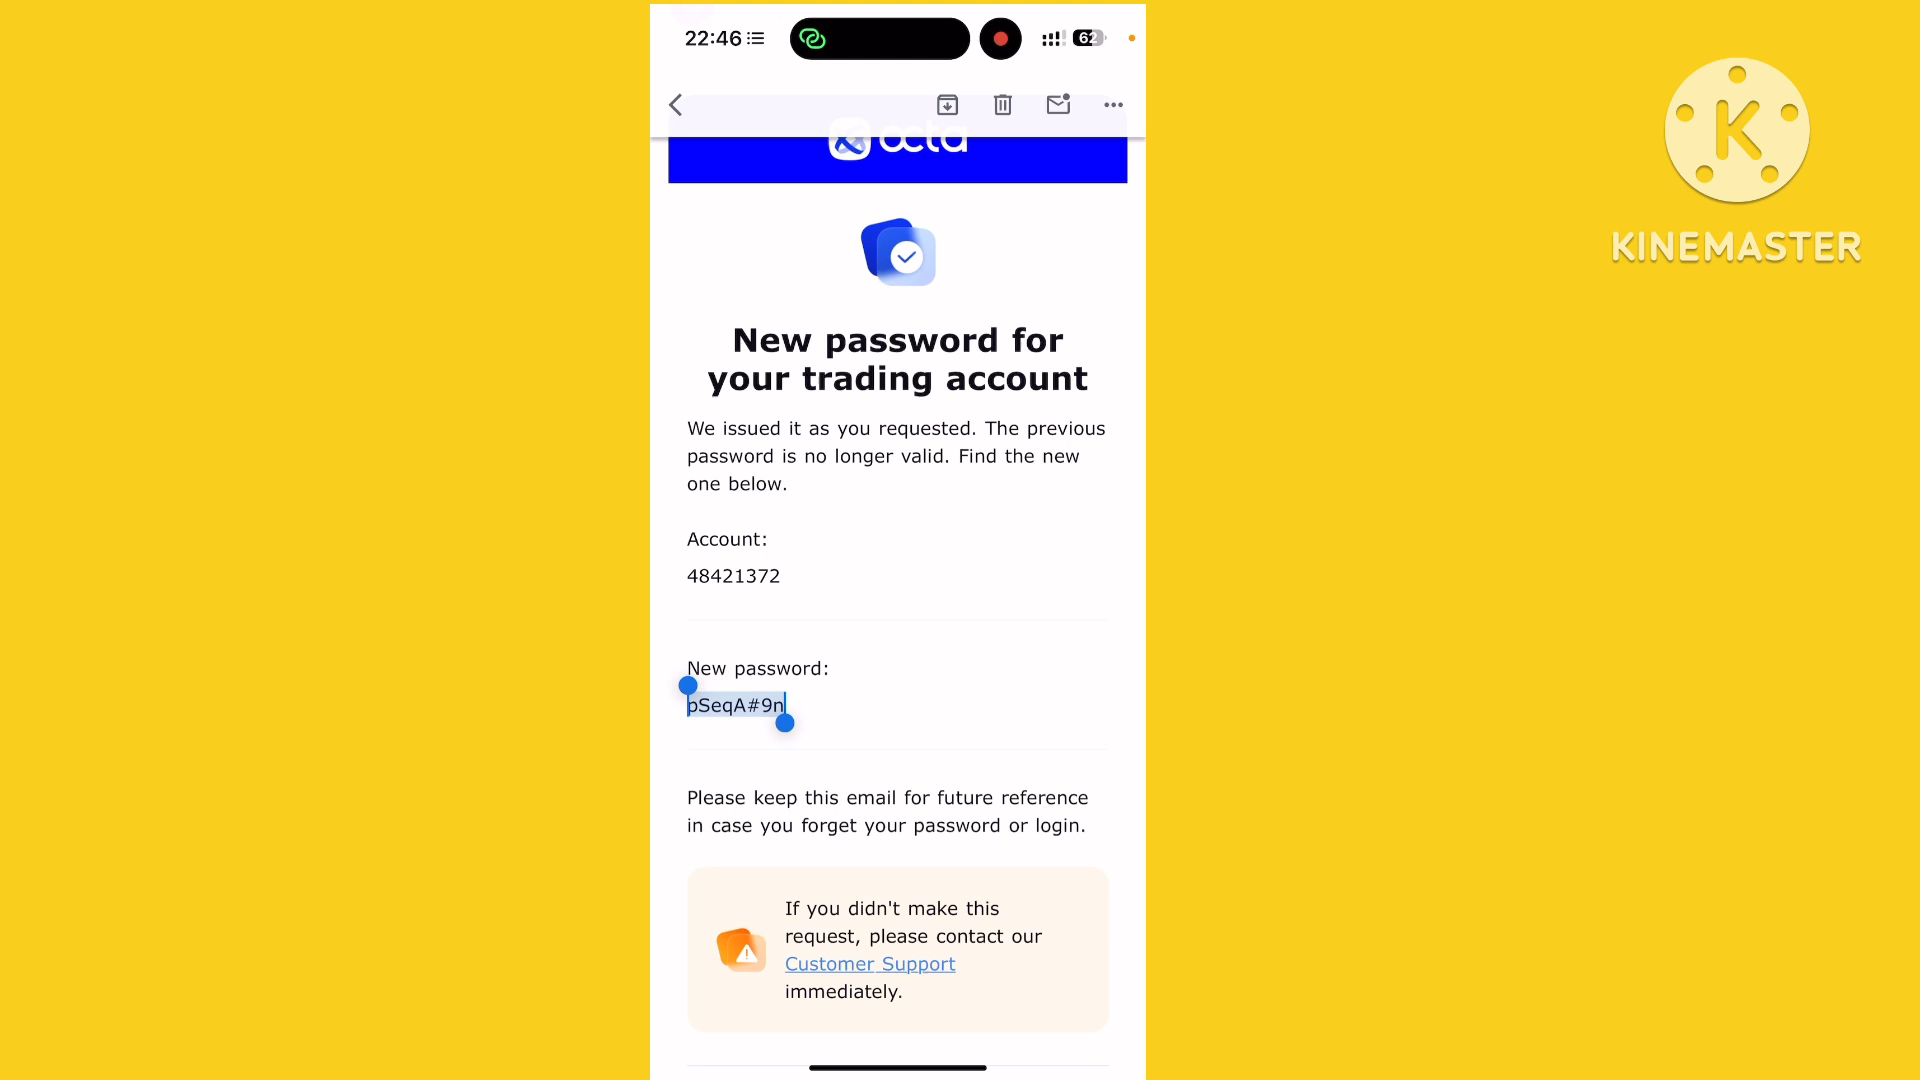 22:46
62
octa
KINEMASTER
New password for
your trading account
We issued it as you requested. The previous
password is no longer valid. Find the new
one below.
Account:
48421372
New password:
pSeqA#9n
Please keep this email for future reference
in case you forget your password or login.
If you didn't make this
request, please contact our
Customer Support
immediately.